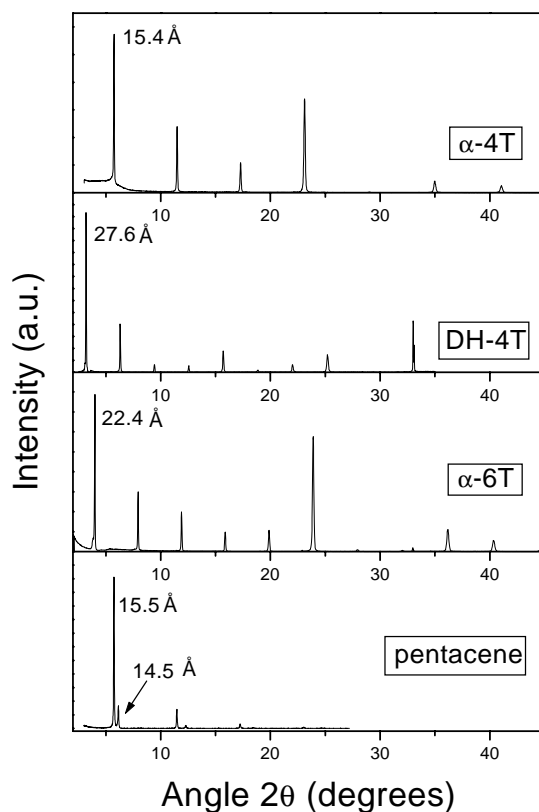 15.4 Å
α-4T
10 20 30 40
27.6 Å
DH-4T
10 20 30 40
22.4 Å
α-6T
10 20 30 40
15.5 Å
14.5 Å
pentacene
10 20 30 40
Intensity (a.u.)
Angle 2θ (degrees)